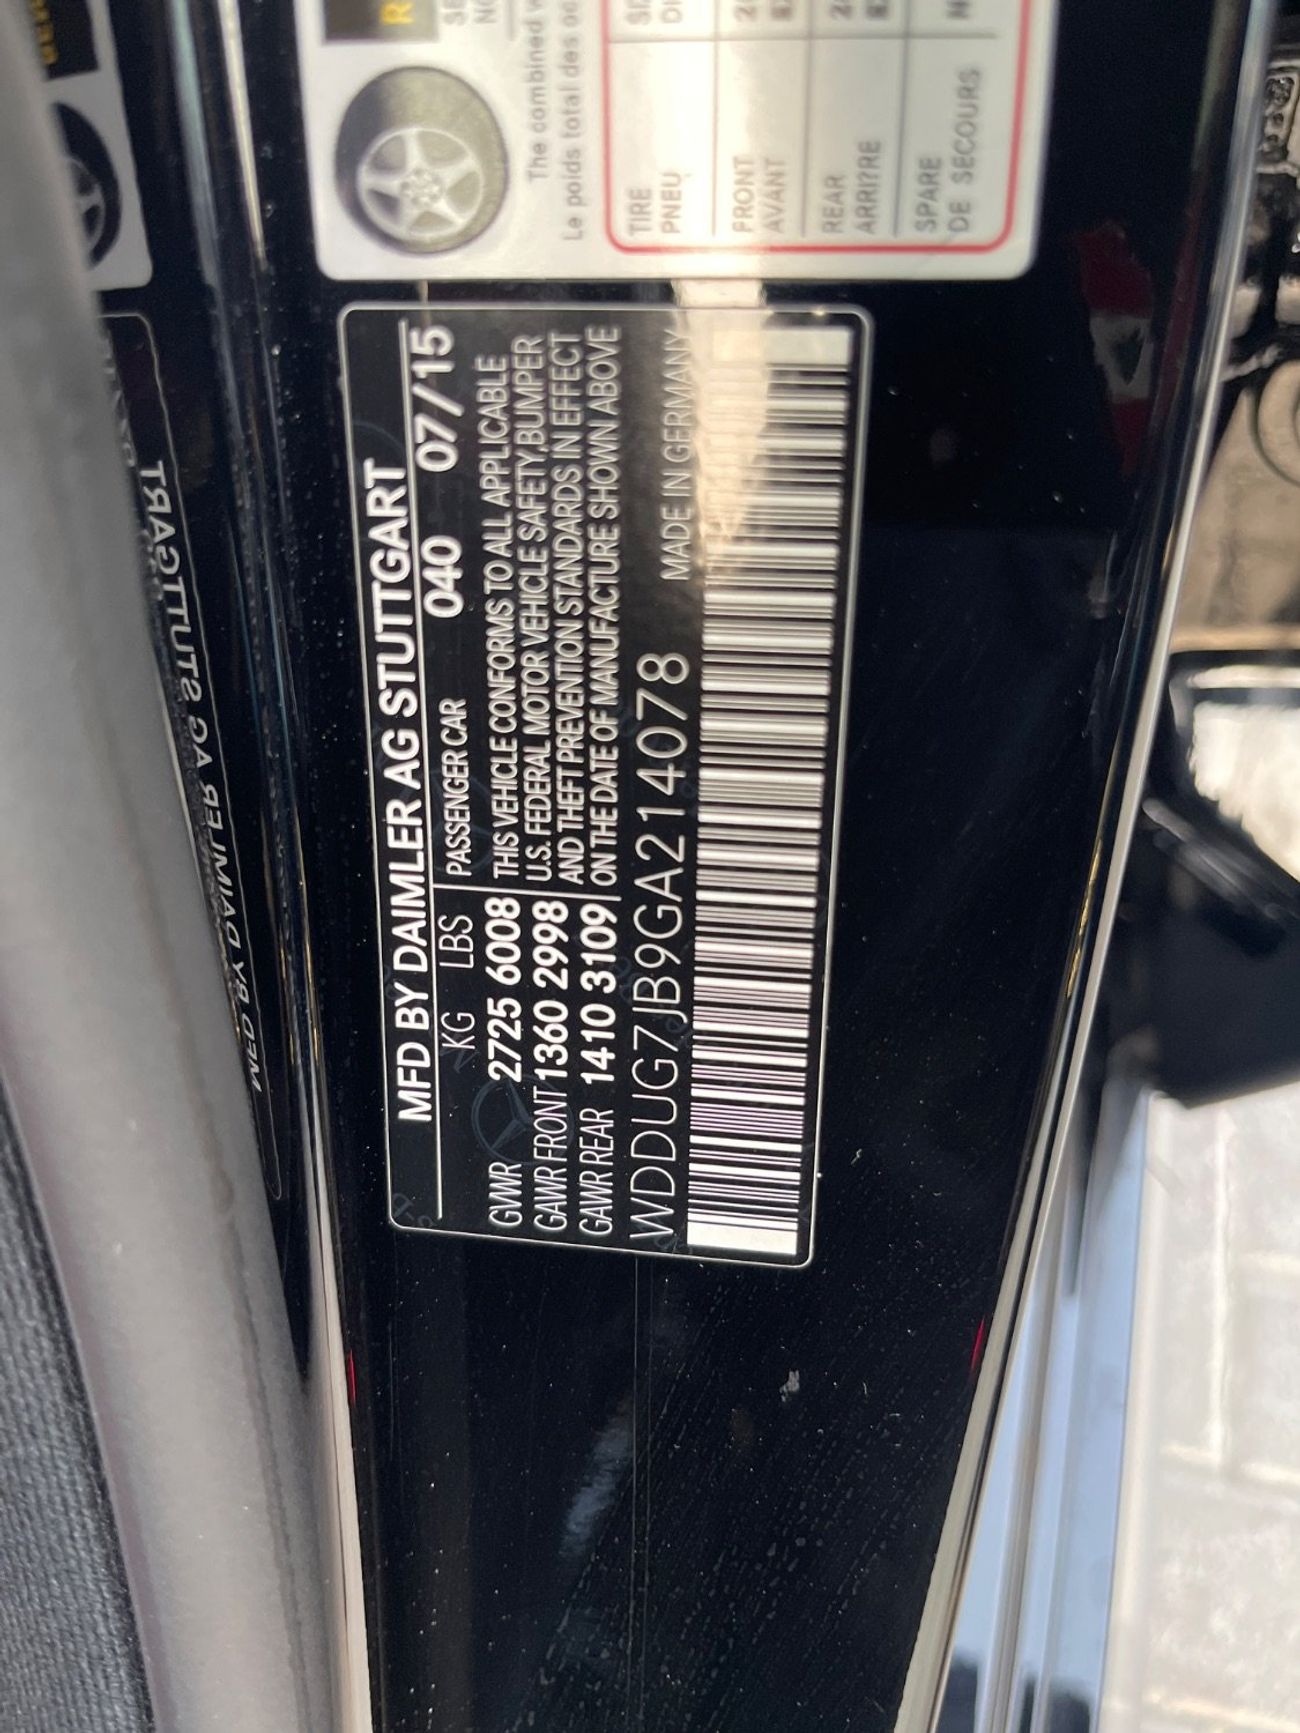 The combined
Le poids total des
TIRE
PNEU
FRONT
AVANT
REAR
ARRI?RE
SPARE
DE SECOURS
MFD BY DAIMLER AG STUTTGART
KG LBS PASSENGER CAR 040 07/15
GVWR 2725 6008 THIS VEHICLE CONFORMS TO ALL APPLICABLE
GAWR FRONT 1360 2998 U.S. FEDERAL MOTOR VEHICLE SAFETY,BUMPER
GAWR REAR 1410 3109 AND THEFT PREVENTION STANDARDS IN EFFECT
ON THE DATE OF MANUFACTURE SHOWN ABOVE
WDDUG7JB9GA214078 MADE IN GERMANY
MFD BY DAIMLER AG STUTTGART